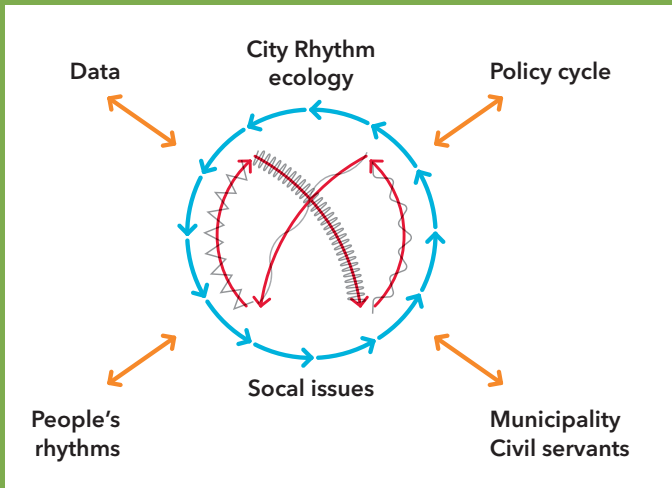 City Rhythm
ecology
Data
Policy cycle
Socal issues
People's
rhythms
Municipality
Civil servants